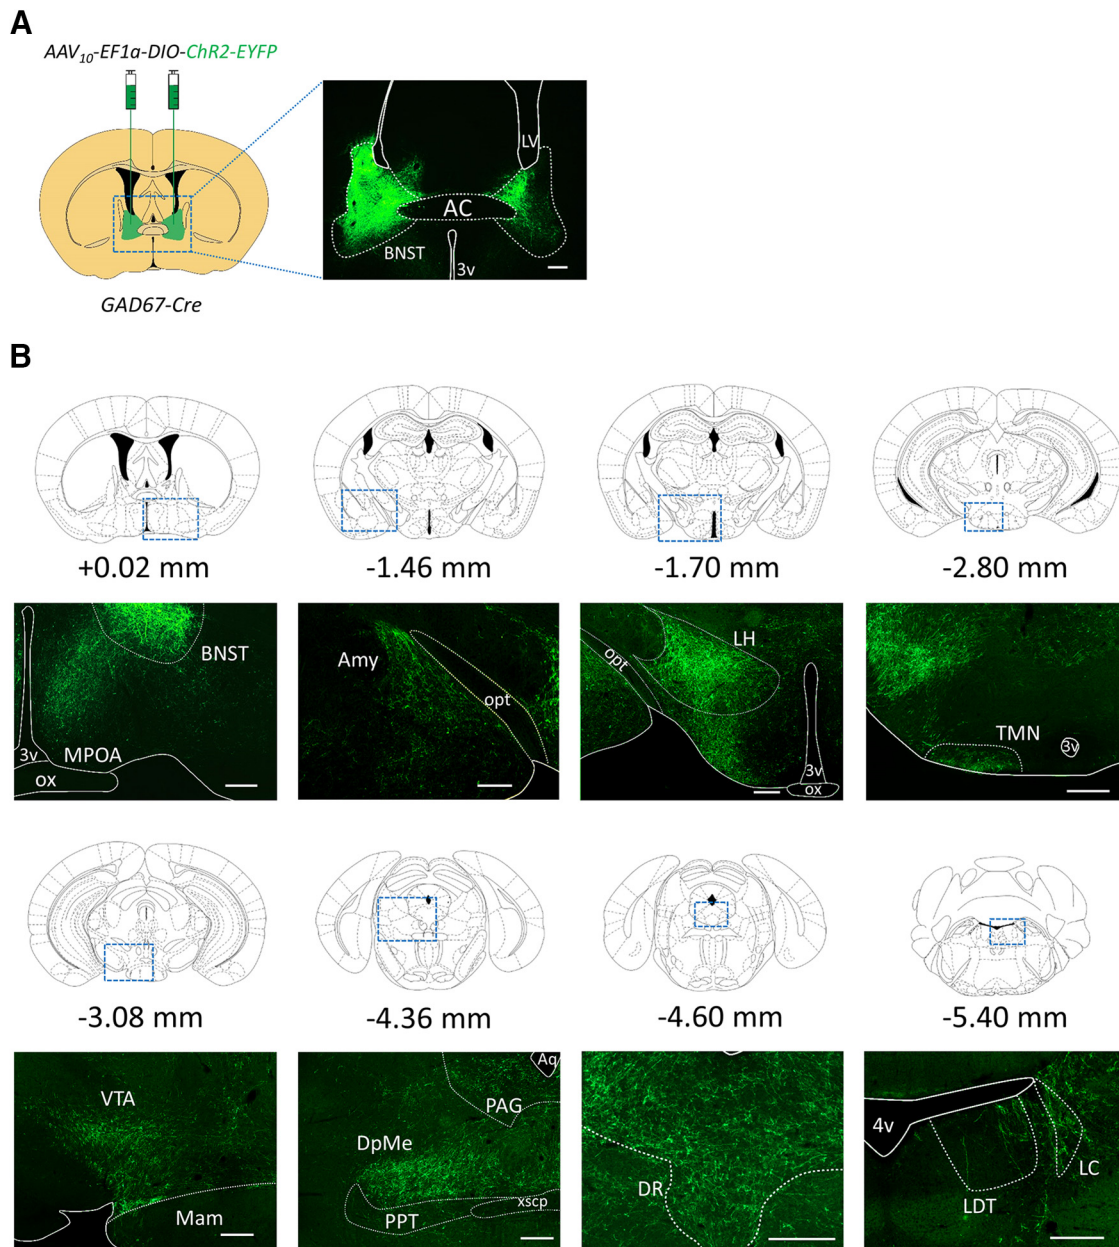 A
AAV10-EF1a-DIO-ChR2-EYFP
LV
AC
BNST
3v
GAD67-Cre
B
+0.02 mm
-1.46 mm
-1.70 mm
-2.80 mm
BNST
3v
MPOA
ox
Amy
opt
LH
opt
3v
ox
TMN
3v
-3.08 mm
-4.36 mm
-4.60 mm
-5.40 mm
VTA
Mam
Aq
PAG
DpMe
xscp
PPT
DR
4v
LC
LDT